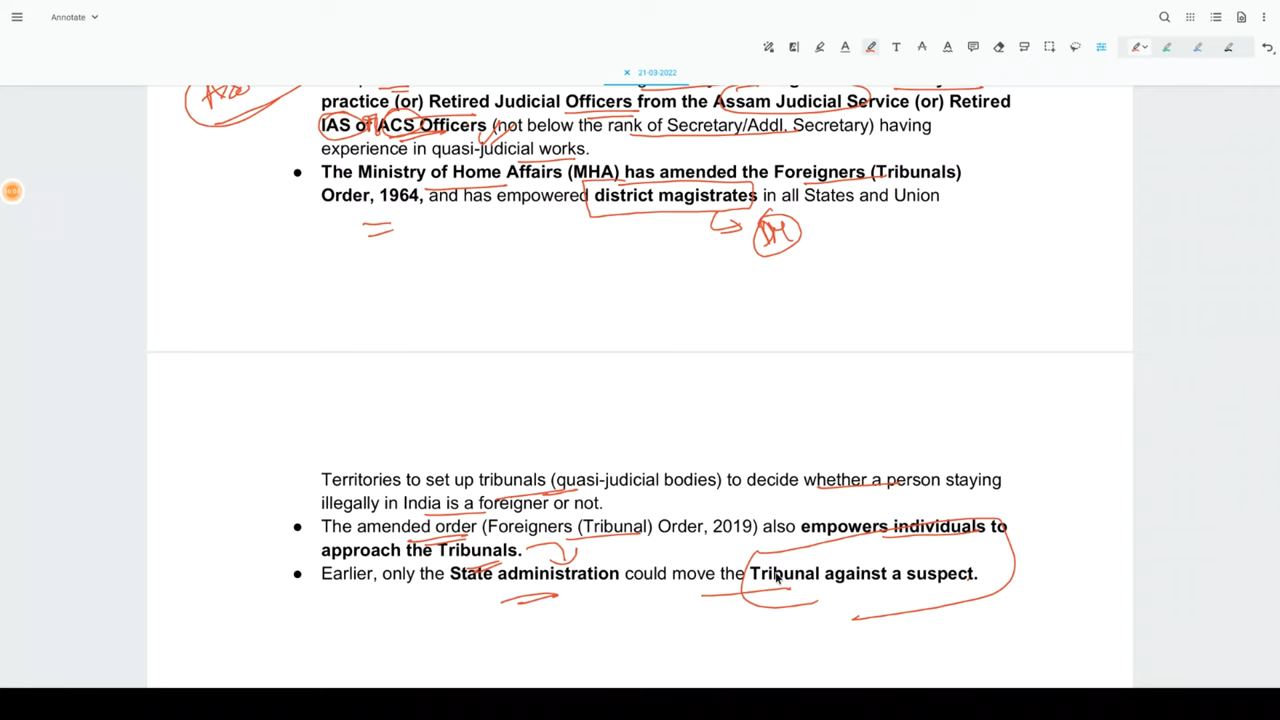 Annotate
21-03-2022
practice (or) Retired Judicial Officers from the Assam Judicial Service (or) Retired
IAS of ACS Officers (not below the rank of Secretary/Addl. Secretary) having
experience in quasi-judicial works.
● The Ministry of Home Affairs (MHA) has amended the Foreigners (Tribunals)
Order, 1964, and has empowered district magistrates in all States and Union
DM
Territories to set up tribunals (quasi-judicial bodies) to decide whether a person staying
illegally in India is a foreigner or not.
● The amended order (Foreigners (Tribunal) Order, 2019) also empowers individuals to
approach the Tribunals.
● Earlier, only the State administration could move the Tribunal against a suspect.